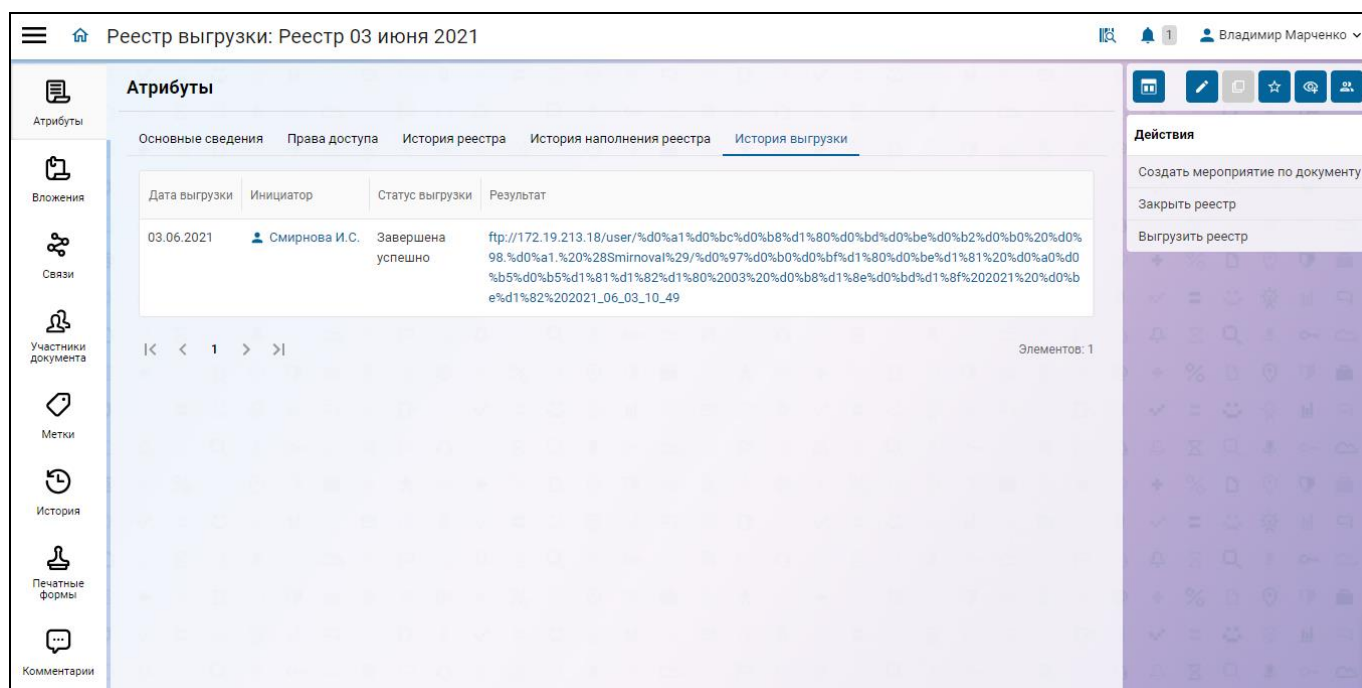 Реестр выгрузки: Реестр 03 июня 2021
1
Владимир Марченко
Атрибуты
Вложения
Связи
Участники
документа
Метки
История
Печатные
формы
Комментарии
Атрибуты
Основные сведения Права доступа История реестра История наполнения реестра История выгрузки
Дата выгрузки Инициатор Статус выгрузки Результат
03.06.2021 Смирнова И.С. Завершена успешно
ftp://172.19.213.18/user/%d0%a1%d0%bc%d0%b8%d1%80%d0%bd%d0%be%d0%b2%d0%b0%20%d0%
98.%d0%a1.%20%28SmirnovaI%29/%d0%97%d0%b0%d0%bf%d1%80%d0%be%d1%81%20%d0%a0%d0
%b5%d0%b5%d1%81%d1%82%d1%80%2003%20%d0%b8%d1%8e%d0%bd%d1%8f%202021%20%d0%b
e%d1%82%202021_06_03_10_49
1
Элементов: 1
Действия
Создать мероприятие по документу
Закрыть реестр
Выгрузить реестр